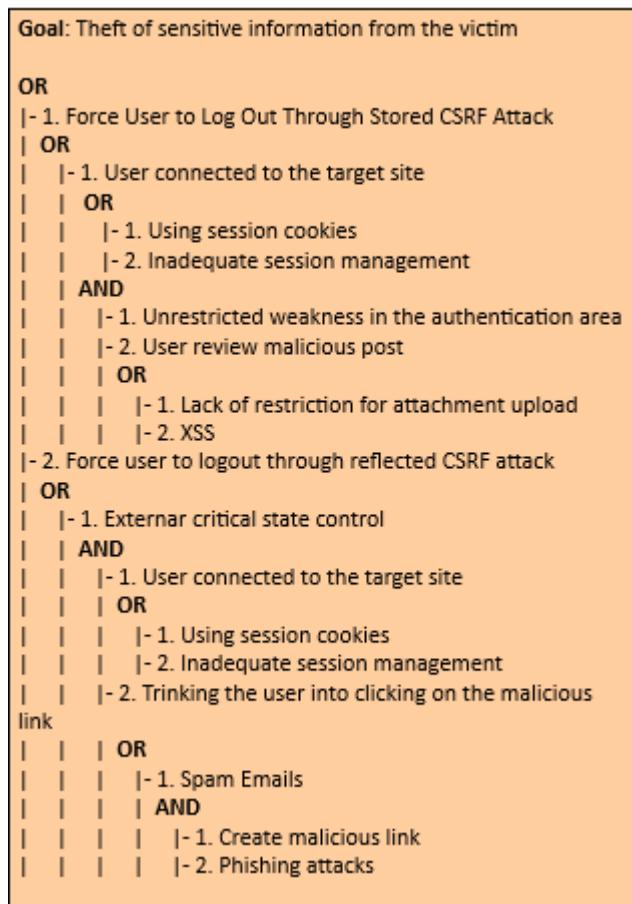 Goal: Theft of sensitive information from the victim
OR
|- 1. Force User to Log Out Through Stored CSRF Attack
| OR
| |- 1. User connected to the target site
| | OR
| | |- 1. Using session cookies
| | |- 2. Inadequate session management
| | AND
| | |- 1. Unrestricted weakness in the authentication area
| | |- 2. User review malicious post
| | | OR
| | | |- 1. Lack of restriction for attachment upload
| | | |- 2. XSS
|- 2. Force user to logout through reflected CSRF attack
| OR
| |- 1. Externar critical state control
| | AND
| | |- 1. User connected to the target site
| | | OR
| | | |- 1. Using session cookies
| | | |- 2. Inadequate session management
| | |- 2. Trinking the user into clicking on the malicious
link
| | | OR
| | | |- 1. Spam Emails
| | | | AND
| | | | |- 1. Create malicious link
| | | | |- 2. Phishing attacks